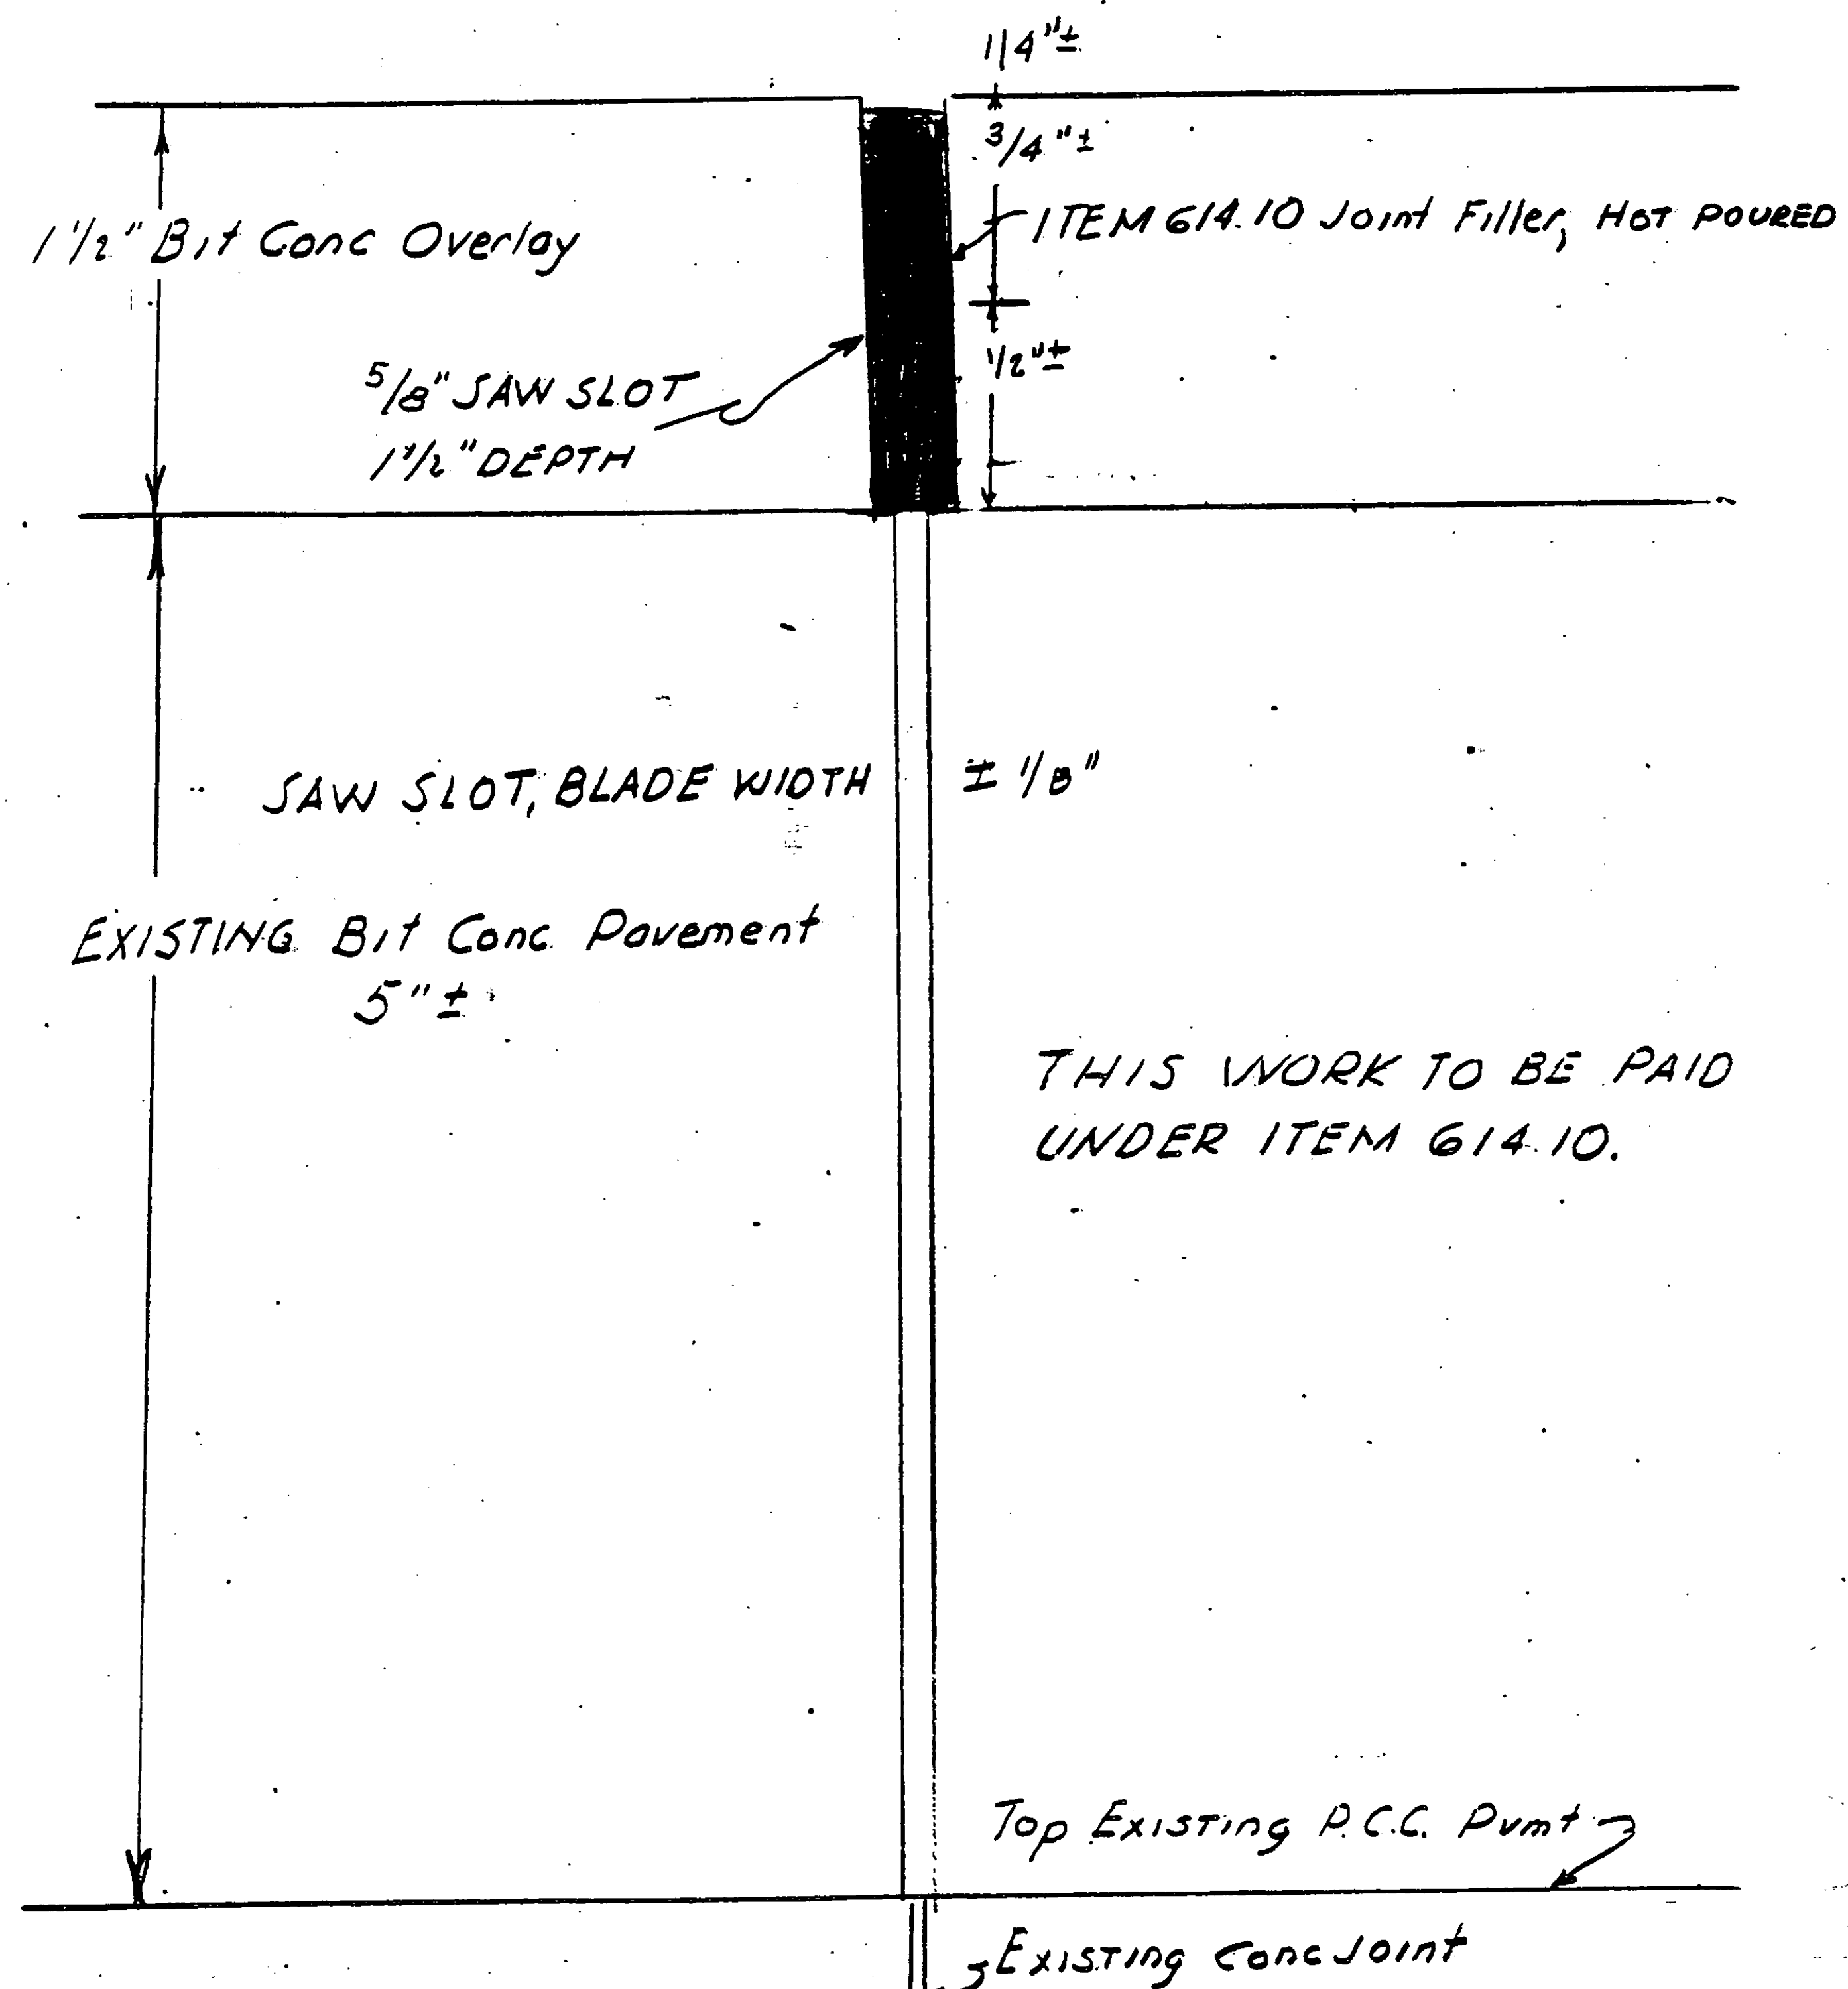 1/4"±
3/4"±
ITEM 614.10 Joint Filler, HOT POURED
1 1/2" Bit Conc Overlay
1/2"±
5/8" SAW SLOT
1 1/2" DEPTH
SAW SLOT, BLADE WIDTH ± 1/8"
EXISTING Bit Conc. Pavement
5"±
THIS WORK TO BE PAID
UNDER ITEM 614.10.
Top Existing P.C.C. Pvmt
Existing Conc Joint